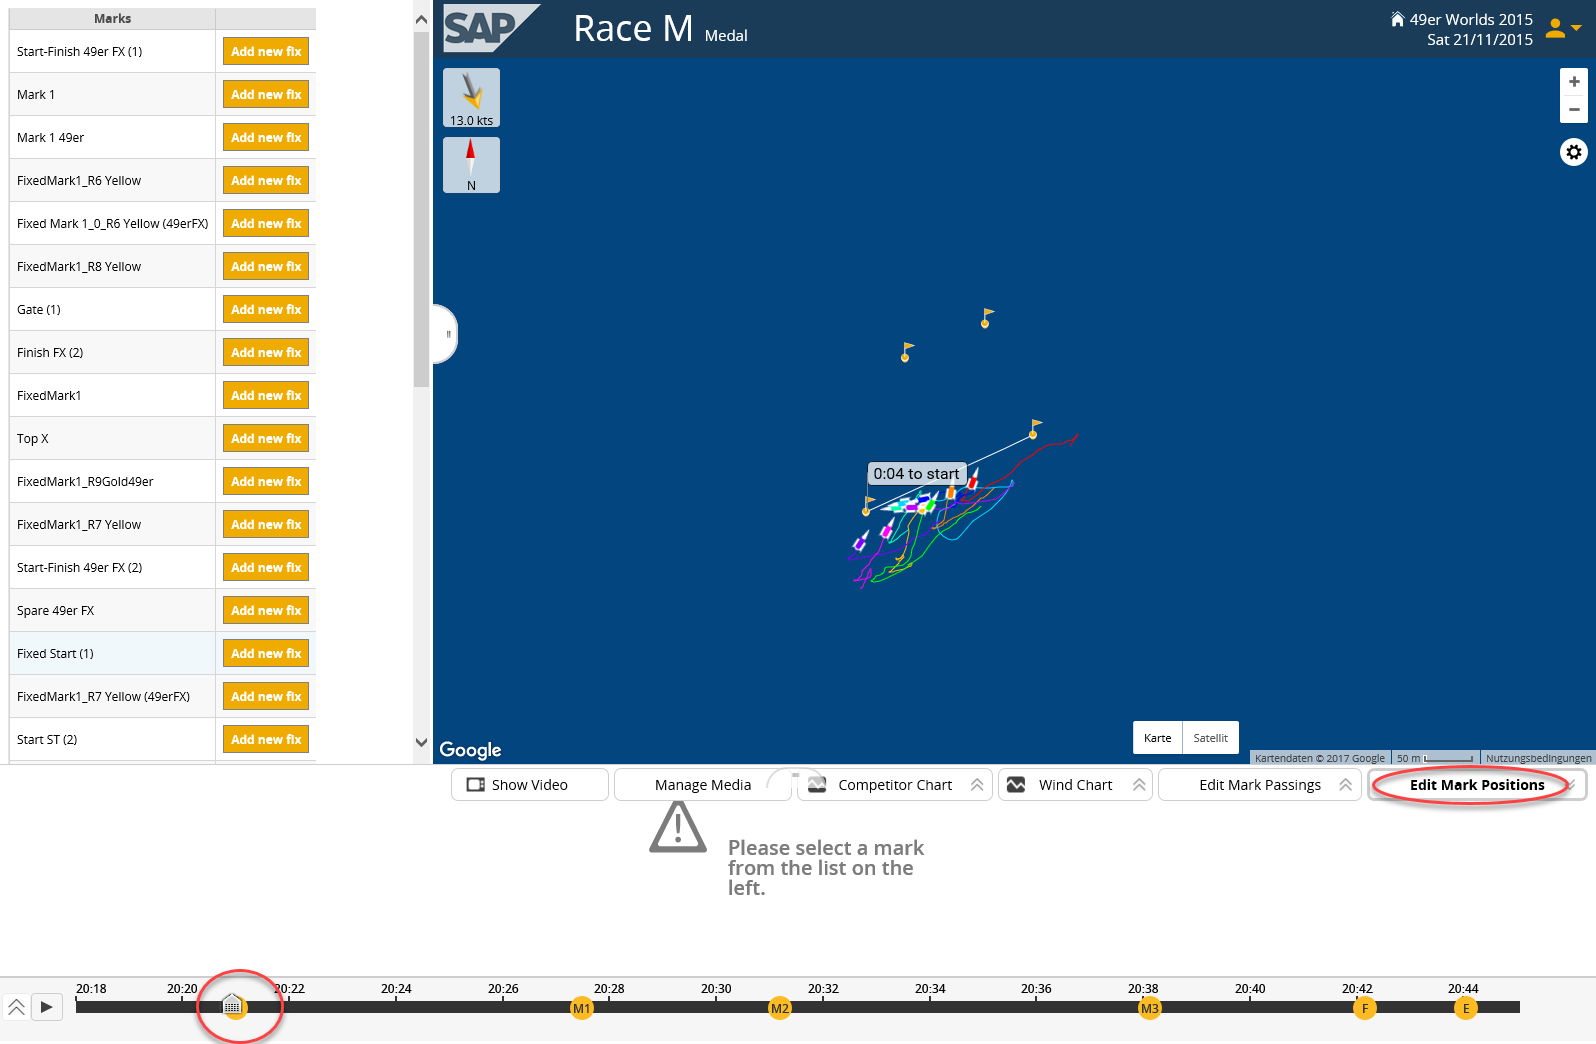 Marks
Start-Finish 49er FX (1) Add new fix
Mark 1 Add new fix
Mark 1 49er Add new fix
FixedMark1_R6 Yellow Add new fix
Fixed Mark 1_0_R6 Yellow (49erFX) Add new fix
FixedMark1_R8 Yellow Add new fix
Gate (1) Add new fix
Finish FX (2) Add new fix
FixedMark1 Add new fix
Top X Add new fix
FixedMark1_R9Gold49er Add new fix
FixedMark1_R7 Yellow Add new fix
Start-Finish 49er FX (2) Add new fix
Spare 49er FX Add new fix
Fixed Start (1) Add new fix
FixedMark1_R7 Yellow (49erFX) Add new fix
Start ST (2) Add new fix
SAP Race M Medal
49er Worlds 2015
Sat 21/11/2015
13.0 kts
N
+
−
0:04 to start
Google
Karte Satellit
Kartendaten © 2017 Google 50 m Nutzungsbedingungen
Show Video Manage Media Competitor Chart Wind Chart Edit Mark Passings Edit Mark Positions
Please select a mark
from the list on the
left.
20:18 20:20 20:22 20:24 20:26 20:28 20:30 20:32 20:34 20:36 20:38 20:40 20:42 20:44
M1 M2 M3 F E